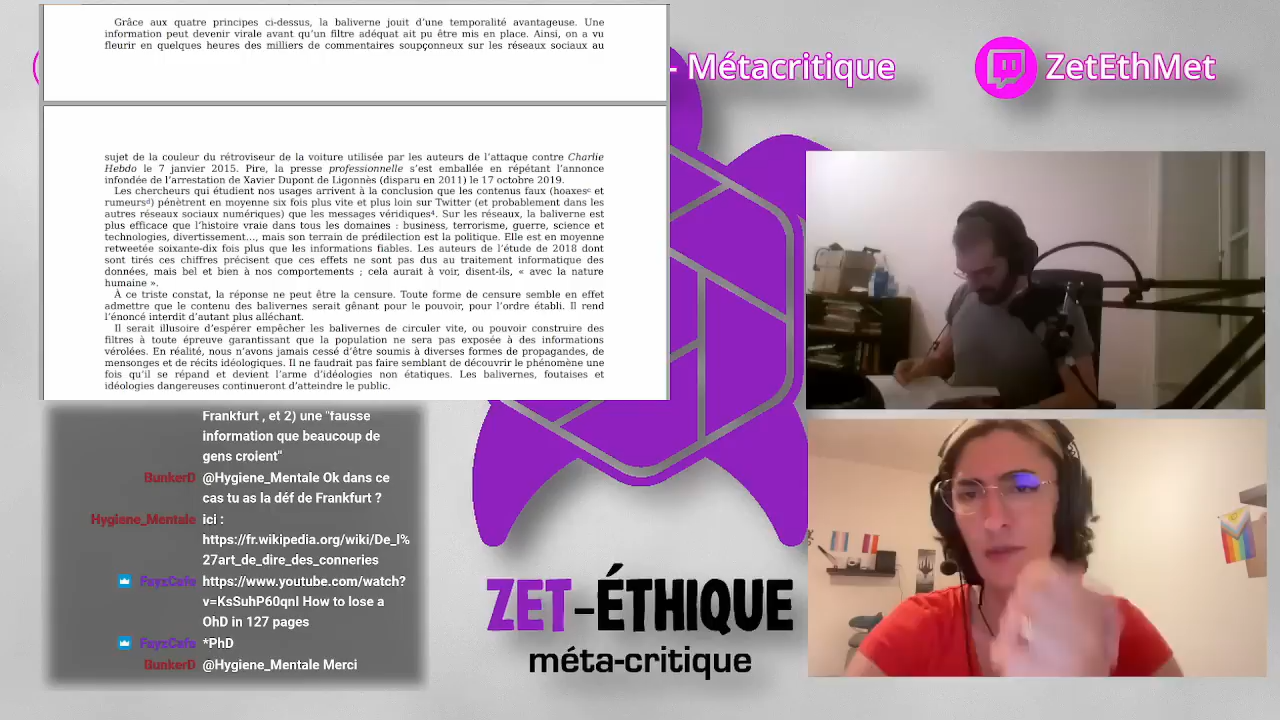 Grâce aux quatre principes ci-dessus, la baliverne jouit d'une temporalité avantageuse. Une
information peut devenir virale avant qu'un filtre adéquat ait pu être mis en place. Ainsi, on a vu
fleurir en quelques heures des milliers de commentaires soupçonneux sur les réseaux sociaux au
- Métacritique
ZetEthMet
sujet de la couleur du rétroviseur de la voiture utilisée par les auteurs de l'attaque contre Charlie
Hebdo le 7 janvier 2015. Pire, la presse professionnelle s'est emballée en répétant l'annonce
infondée de l'arrestation de Xavier Dupont de Ligonnès (disparu en 2011) le 17 octobre 2019.
Les chercheurs qui étudient nos usages arrivent à la conclusion que les contenus faux (hoaxesᶜ et
rumeursᵈ) pénètrent en moyenne six fois plus vite et plus loin sur Twitter (et probablement dans les
autres réseaux sociaux numériques) que les messages véridiques⁴. Sur les réseaux, la baliverne est
plus efficace que l'histoire vraie dans tous les domaines : business, terrorisme, guerre, science et
technologies, divertissement…, mais son terrain de prédilection est la politique. Elle est en moyenne
retweetée soixante-dix fois plus que les informations fiables. Les auteurs de l'étude de 2018 dont
sont tirés ces chiffres précisent que ces effets ne sont pas dus au traitement informatique des
données, mais bel et bien à nos comportements ; cela aurait à voir, disent-ils, « avec la nature
humaine ».
À ce triste constat, la réponse ne peut être la censure. Toute forme de censure semble en effet
admettre que le contenu des balivernes serait gênant pour le pouvoir, pour l'ordre établi. Il rend
l'énoncé interdit d'autant plus alléchant.
Il serait illusoire d'espérer empêcher les balivernes de circuler vite, ou pouvoir construire des
filtres à toute épreuve garantissant que la population ne sera pas exposée à des informations
vérolées. En réalité, nous n'avons jamais cessé d'être soumis à diverses formes de propagandes, de
mensonges et de récits idéologiques. Il ne faudrait pas faire semblant de découvrir le phénomène une
fois qu'il se répand et devient l'arme d'idéologies non étatiques. Les balivernes, foutaises et
idéologies dangereuses continueront d'atteindre le public.
Frankfurt , et 2) une "fausse
information que beaucoup de
gens croient"
BunkerD @Hygiene_Mentale Ok dans ce
cas tu as la déf de Frankfurt ?
Hygiene_Mentale ici :
https://fr.wikipedia.org/wiki/De_l%
27art_de_dire_des_conneries
FayzCafe https://www.youtube.com/watch?
v=KsSuhP60qnI How to lose a
OhD in 127 pages
FayzCafe *PhD
BunkerD @Hygiene_Mentale Merci
ZET-ÉTHIQUE
méta-critique